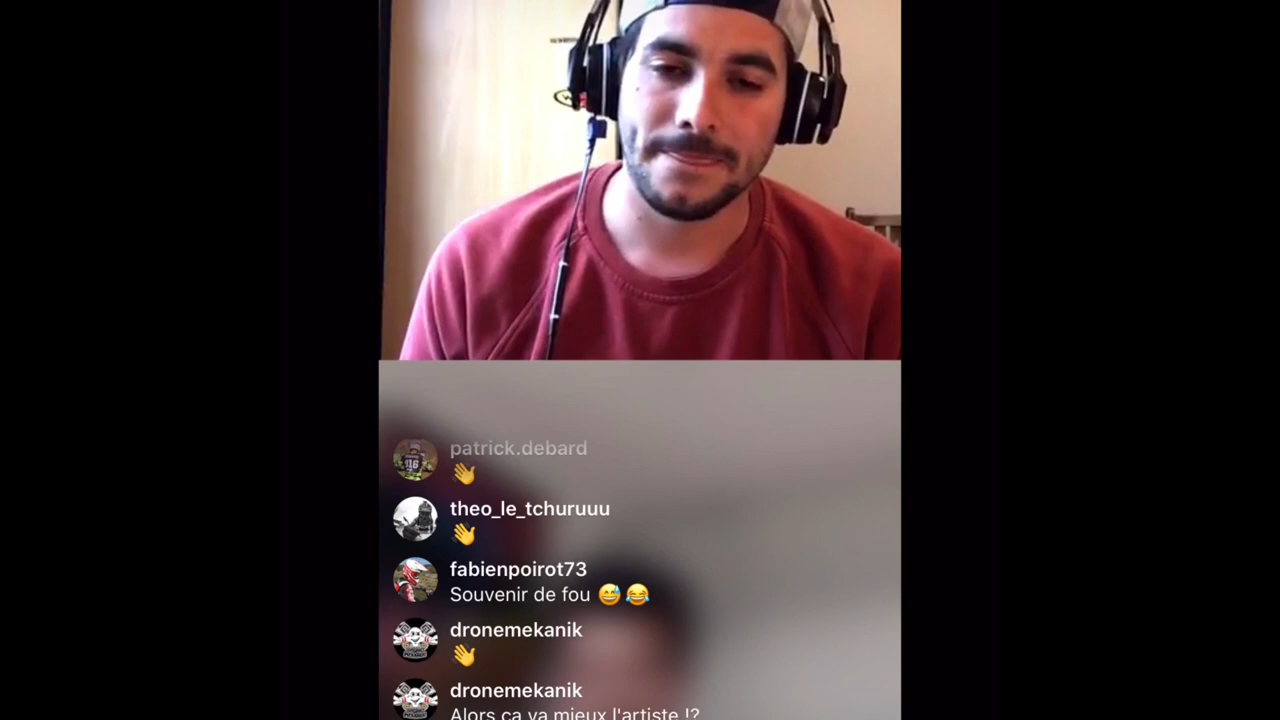 patrick.debard
👋
theo_le_tchuruuu
👋
fabienpoirot73
Souvenir de fou 😅😂
dronemekanik
👋
dronemekanik
Alors ça va mieux l'artiste !?